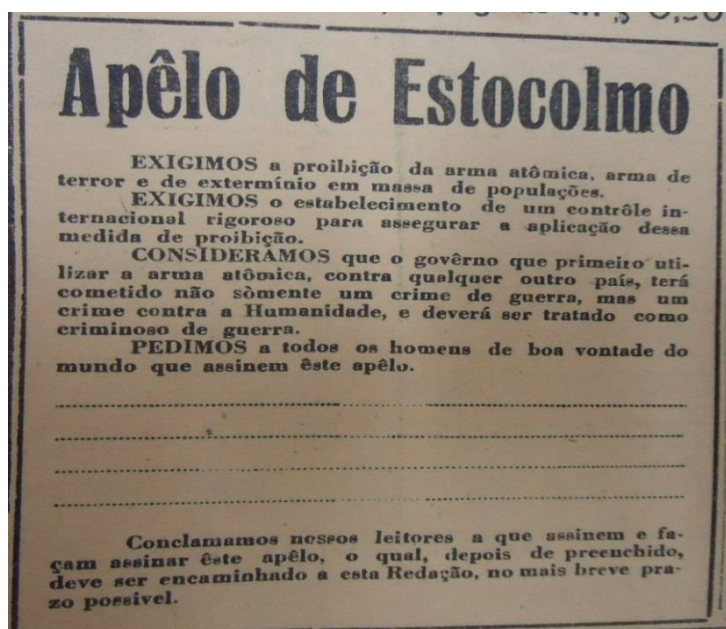 Apêlo de Estocolmo
EXIGIMOS a proibição da arma atômica, arma de
terror e de extermínio em massa de populações.
EXIGIMOS o estabelecimento de um contrôle in-
ternacional rigoroso para assegurar a aplicação dessa
medida de proibição.
CONSIDERAMOS que o govêrno que primeiro uti-
lizar a arma atômica, contra qualquer outro país, terá
cometido não sòmente um crime de guerra, mas um
crime contra a Humanidade, e deverá ser tratado como
criminoso de guerra.
PEDIMOS a todos os homens de boa vontade do
mundo que assinem êste apêlo.
Conclamamos nossos leitores a que assinem e fa-
çam assinar êste apêlo, o qual, depois de preenchido,
deve ser encaminhado a esta Redação, no mais breve pra-
zo possivel.